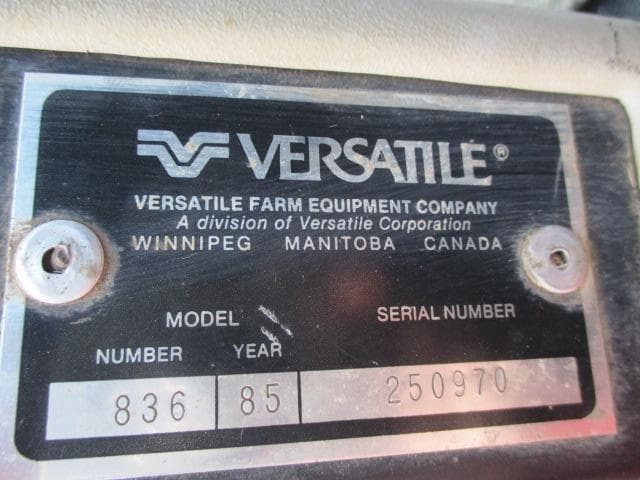 VERSATILE®
VERSATILE FARM EQUIPMENT COMPANY
A division of Versatile Corporation
WINNIPEG MANITOBA CANADA
MODEL SERIAL NUMBER
NUMBER YEAR
836 85 250970